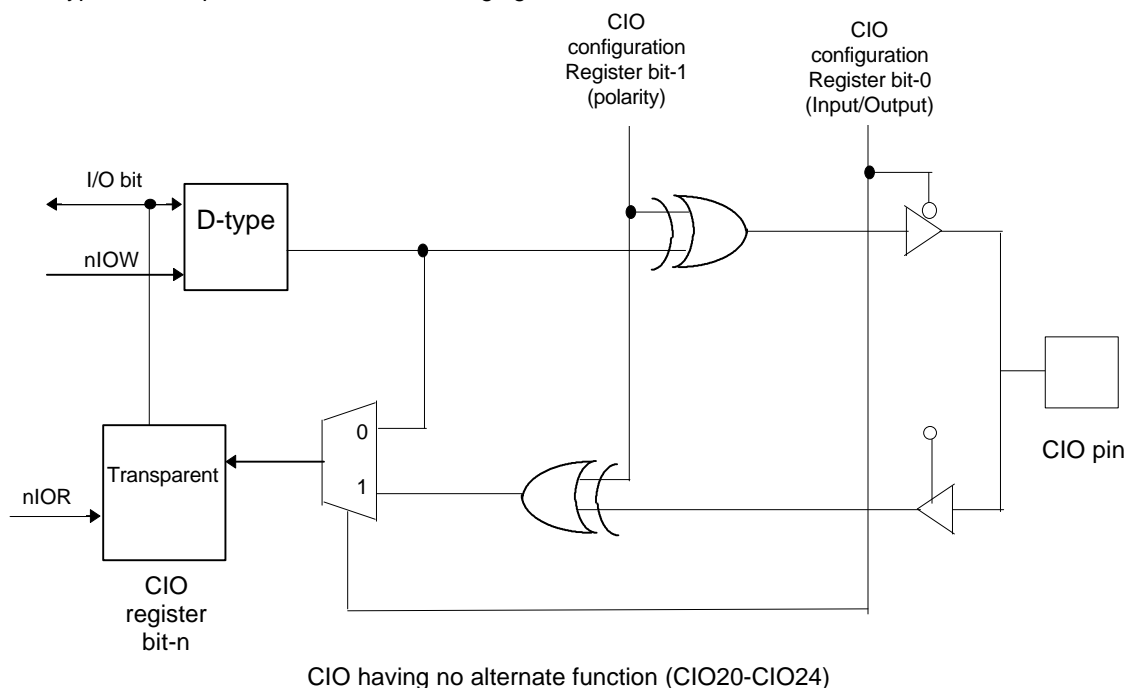 CIO
configuration
Register bit-1
(polarity)
CIO
configuration
Register bit-0
(Input/Output)
I/O bit
D-type
nIOW
0
1
Transparent
nIOR
CIO
register
bit-n
CIO pin
CIO having no alternate function (CIO20-CIO24)